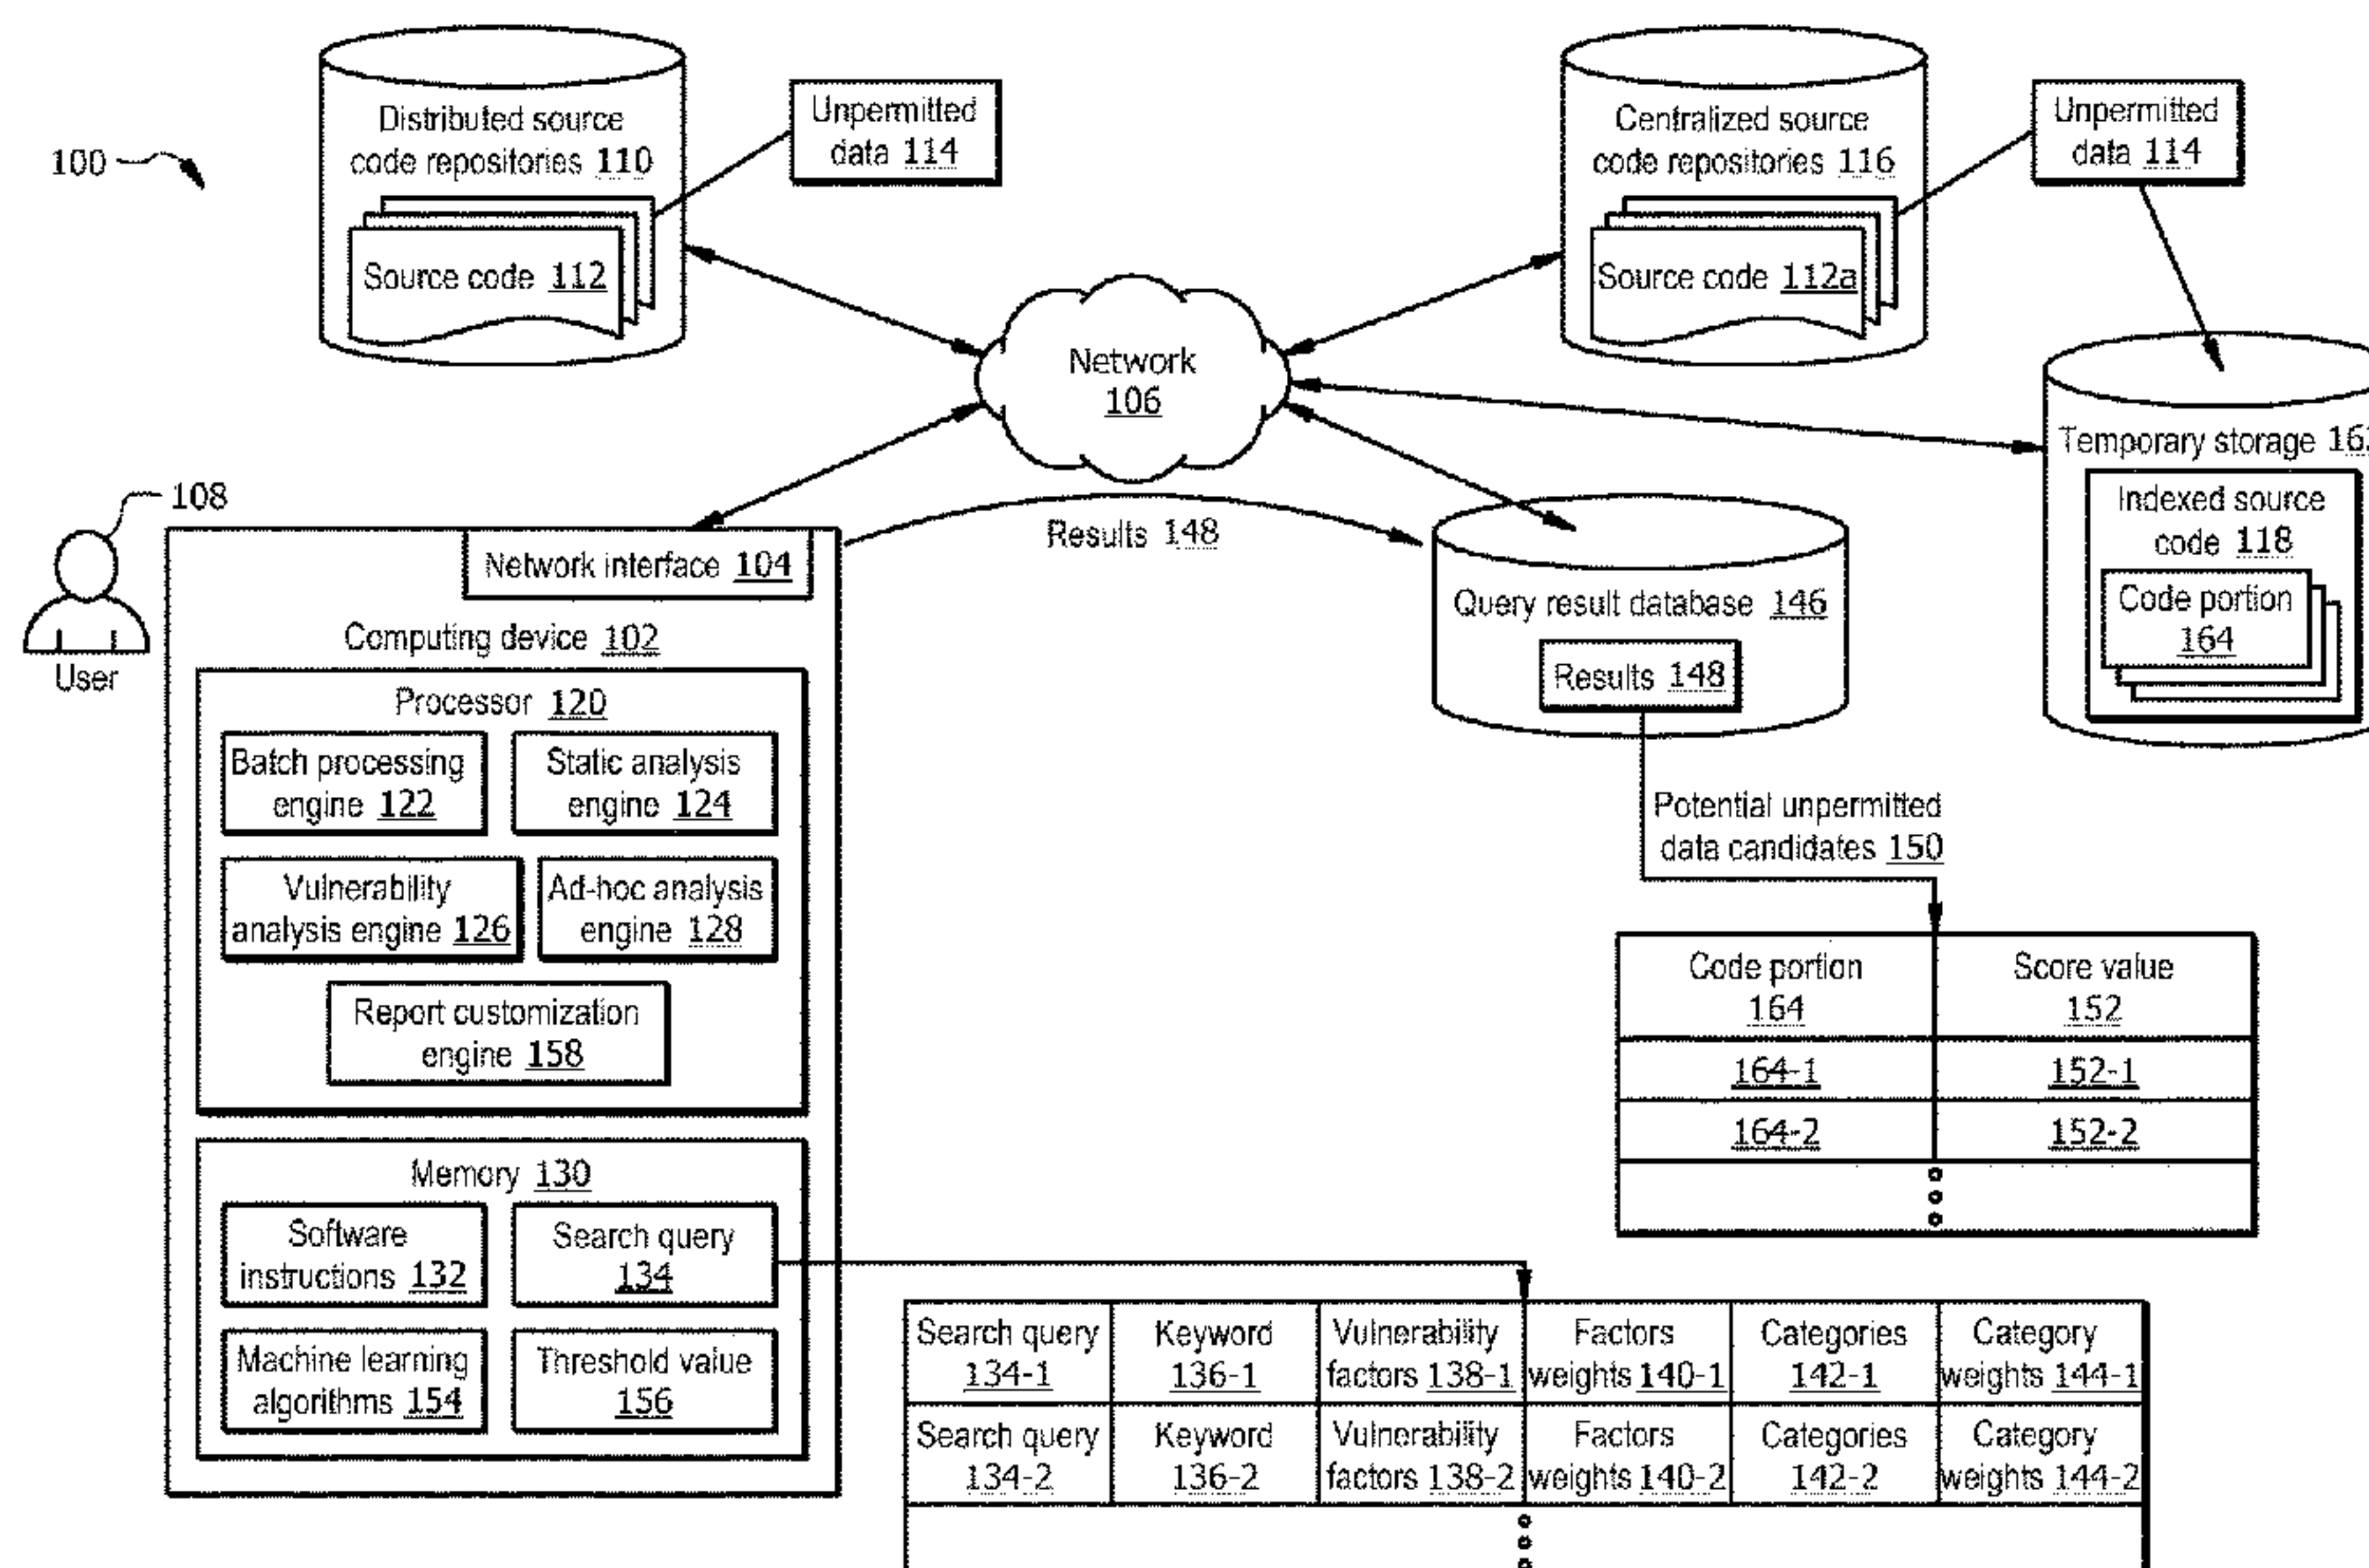 100
Distributed source
code repositories 110
Source code 112
Unpermitted
data 114
Centralized source
code repositories 116
Source code 112a
Unpermitted
data 114
Network
106
Temporary storage
Indexed source
code 118
Code portion
164
108
User
Network interface 104
Results 148
Query result database 146
Results 148
Computing device 102
Processor 120
Batch processing
engine 122
Static analysis
engine 124
Vulnerability
analysis engine 126
Ad-hoc analysis
engine 128
Report customization
engine 158
Potential unpermitted
data candidates 150
Code portion
164
Score value
152
164-1
152-1
164-2
152-2
Memory 130
Software
instructions 132
Search query
134
Machine learning
algorithms 154
Threshold value
156
Search query
134-1
Keyword
136-1
Vulnerability
factors 138-1
Factors
weights 140-1
Categories
142-1
Category
weights 144-1
Search query
134-2
Keyword
136-2
Vulnerability
factors 138-2
Factors
weights 140-2
Categories
142-2
Category
weights 144-2